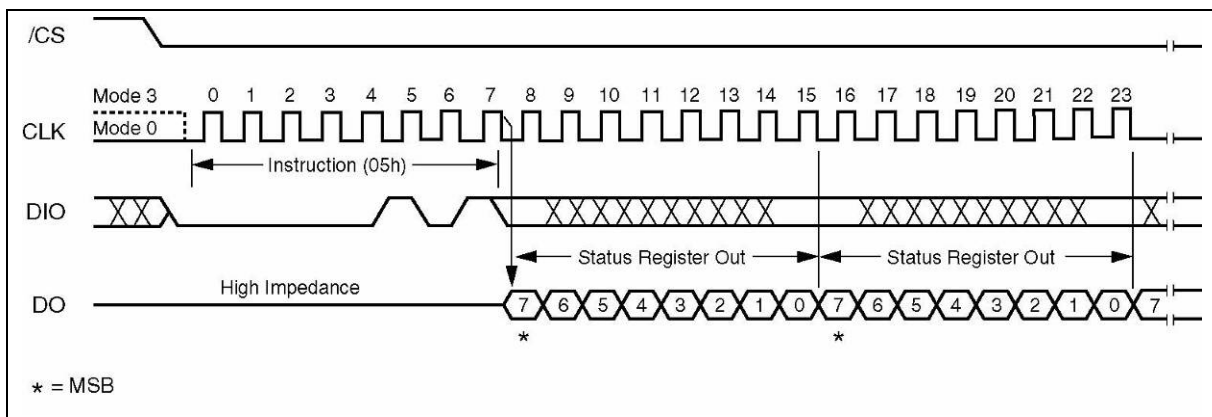 /CS
Mode 3 0 1 2 3 4 5 6 7 8 9 10 11 12 13 14 15 16 17 18 19 20 21 22 23
CLK Mode 0
Instruction (05h)
DIO
Status Register Out Status Register Out
High Impedance
DO 7 6 5 4 3 2 1 0 7 6 5 4 3 2 1 0 7
* *
* = MSB